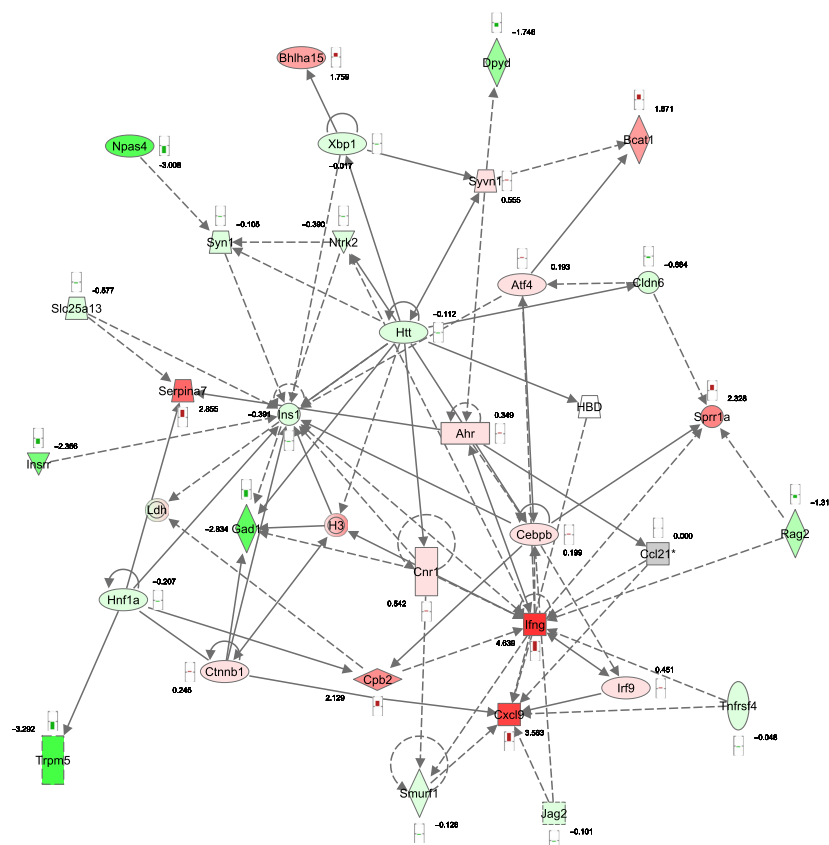 -1.746
Bhlha15
1.759
Dpyd
1.871
Bcat1
Npas4
-3.008
Xbp1
-0.017
Syvn1
0.555
-0.105
Syn1
-0.390
Ntrk2
0.193
Atf4
-0.564
Cldn6
-0.577
Slc25a13
-0.112
Htt
Serpina7
2.855
-0.391
Ins1
0.349
Ahr
HBD
2.328
Sprr1a
-2.366
Insrr
Ldh
-2.834
Gad1
H3
Cebpb
0.199
0.000
Ccl21*
-1.31
Rag2
Cnr1
0.542
-0.207
Hnf1a
Ifng
4.639
Ctnnb1
0.245
Cpb2
2.129
0.451
Irf9
Tnfrsf4
-0.046
Cxcl9
3.583
-3.292
Trpm5
Smurf1
-0.126
Jag2
-0.101